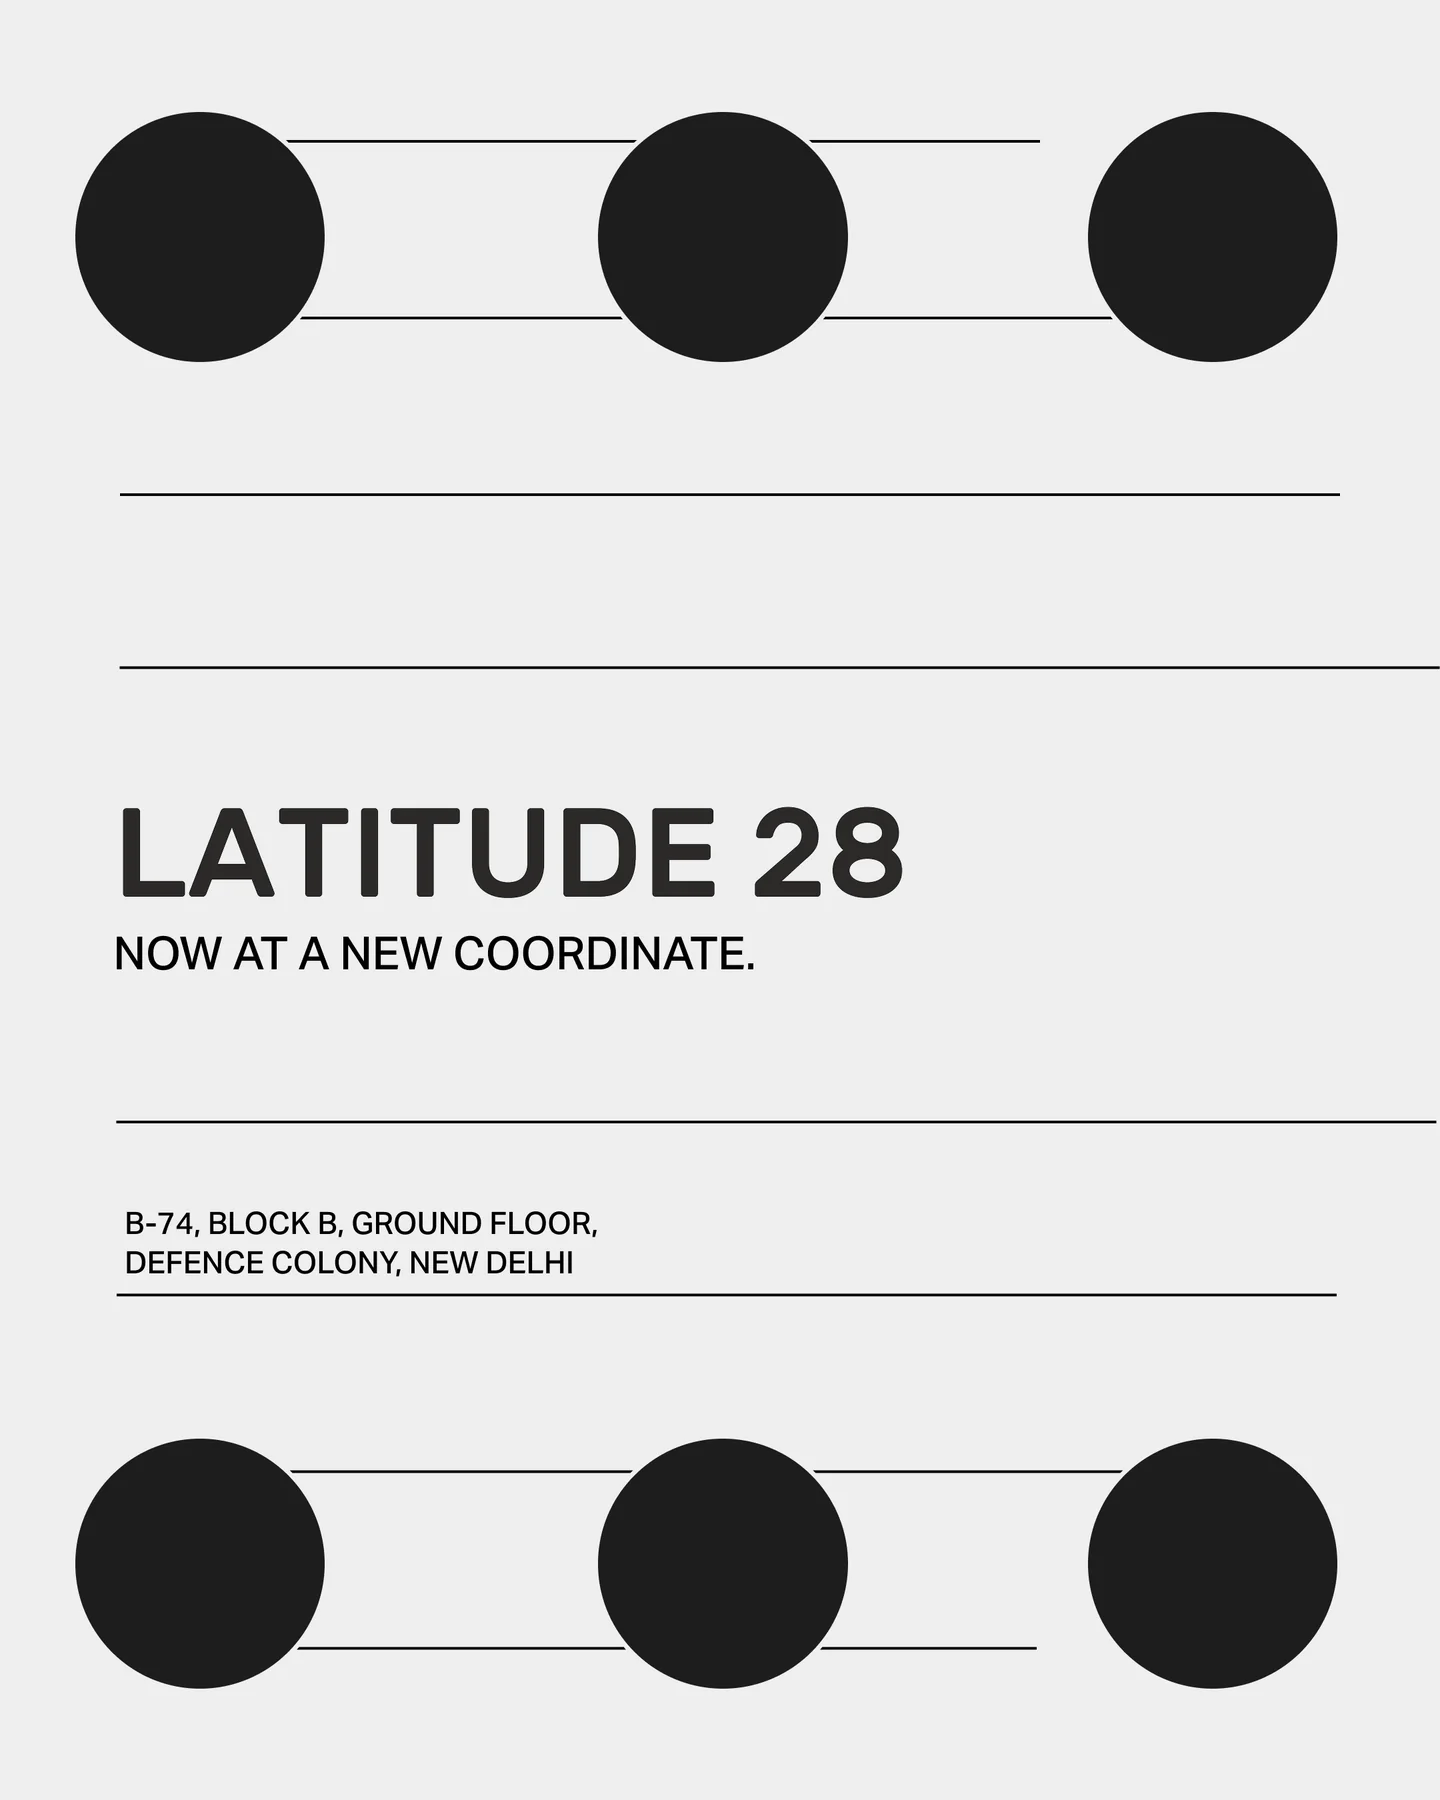 LATITUDE 28
NOW AT A NEW COORDINATE.
B-74, BLOCK B, GROUND FLOOR,
DEFENCE COLONY, NEW DELHI